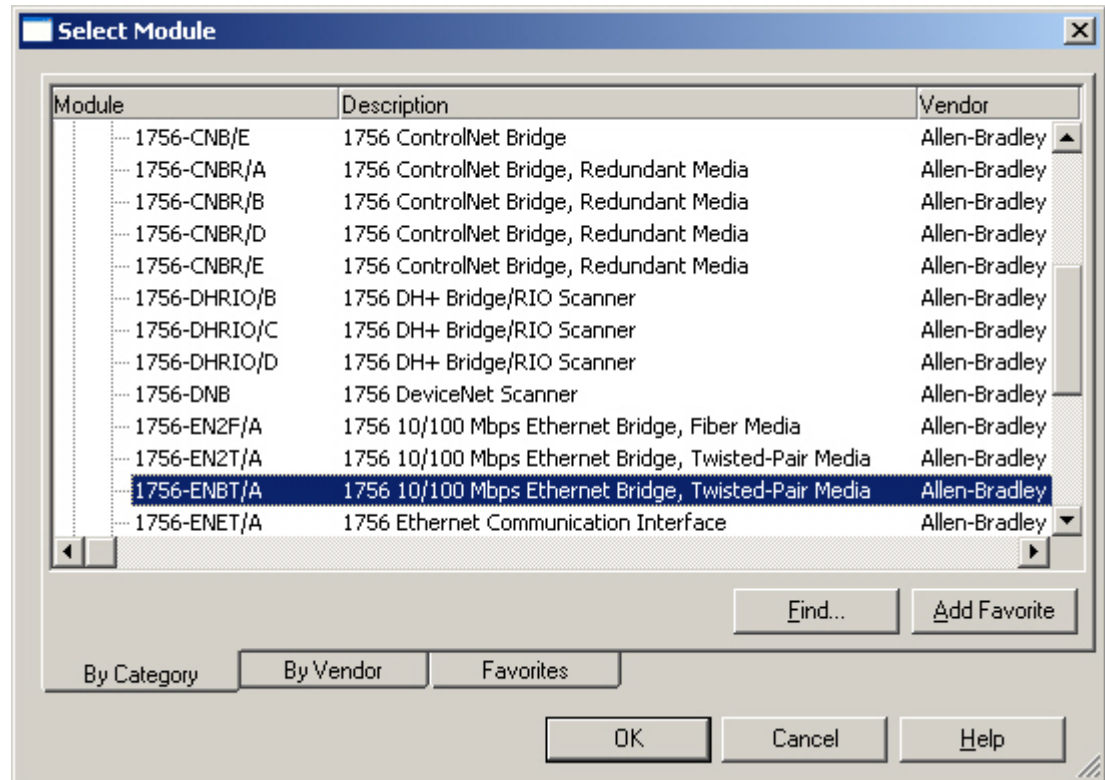 Select Module
Module Description Vendor
1756-CNB/E 1756 ControlNet Bridge Allen-Bradley
1756-CNBR/A 1756 ControlNet Bridge, Redundant Media Allen-Bradley
1756-CNBR/B 1756 ControlNet Bridge, Redundant Media Allen-Bradley
1756-CNBR/D 1756 ControlNet Bridge, Redundant Media Allen-Bradley
1756-CNBR/E 1756 ControlNet Bridge, Redundant Media Allen-Bradley
1756-DHRIO/B 1756 DH+ Bridge/RIO Scanner Allen-Bradley
1756-DHRIO/C 1756 DH+ Bridge/RIO Scanner Allen-Bradley
1756-DHRIO/D 1756 DH+ Bridge/RIO Scanner Allen-Bradley
1756-DNB 1756 DeviceNet Scanner Allen-Bradley
1756-EN2F/A 1756 10/100 Mbps Ethernet Bridge, Fiber Media Allen-Bradley
1756-EN2T/A 1756 10/100 Mbps Ethernet Bridge, Twisted-Pair Media Allen-Bradley
1756-ENBT/A 1756 10/100 Mbps Ethernet Bridge, Twisted-Pair Media Allen-Bradley
1756-ENET/A 1756 Ethernet Communication Interface Allen-Bradley
Find... Add Favorite
By Category By Vendor Favorites
OK Cancel Help